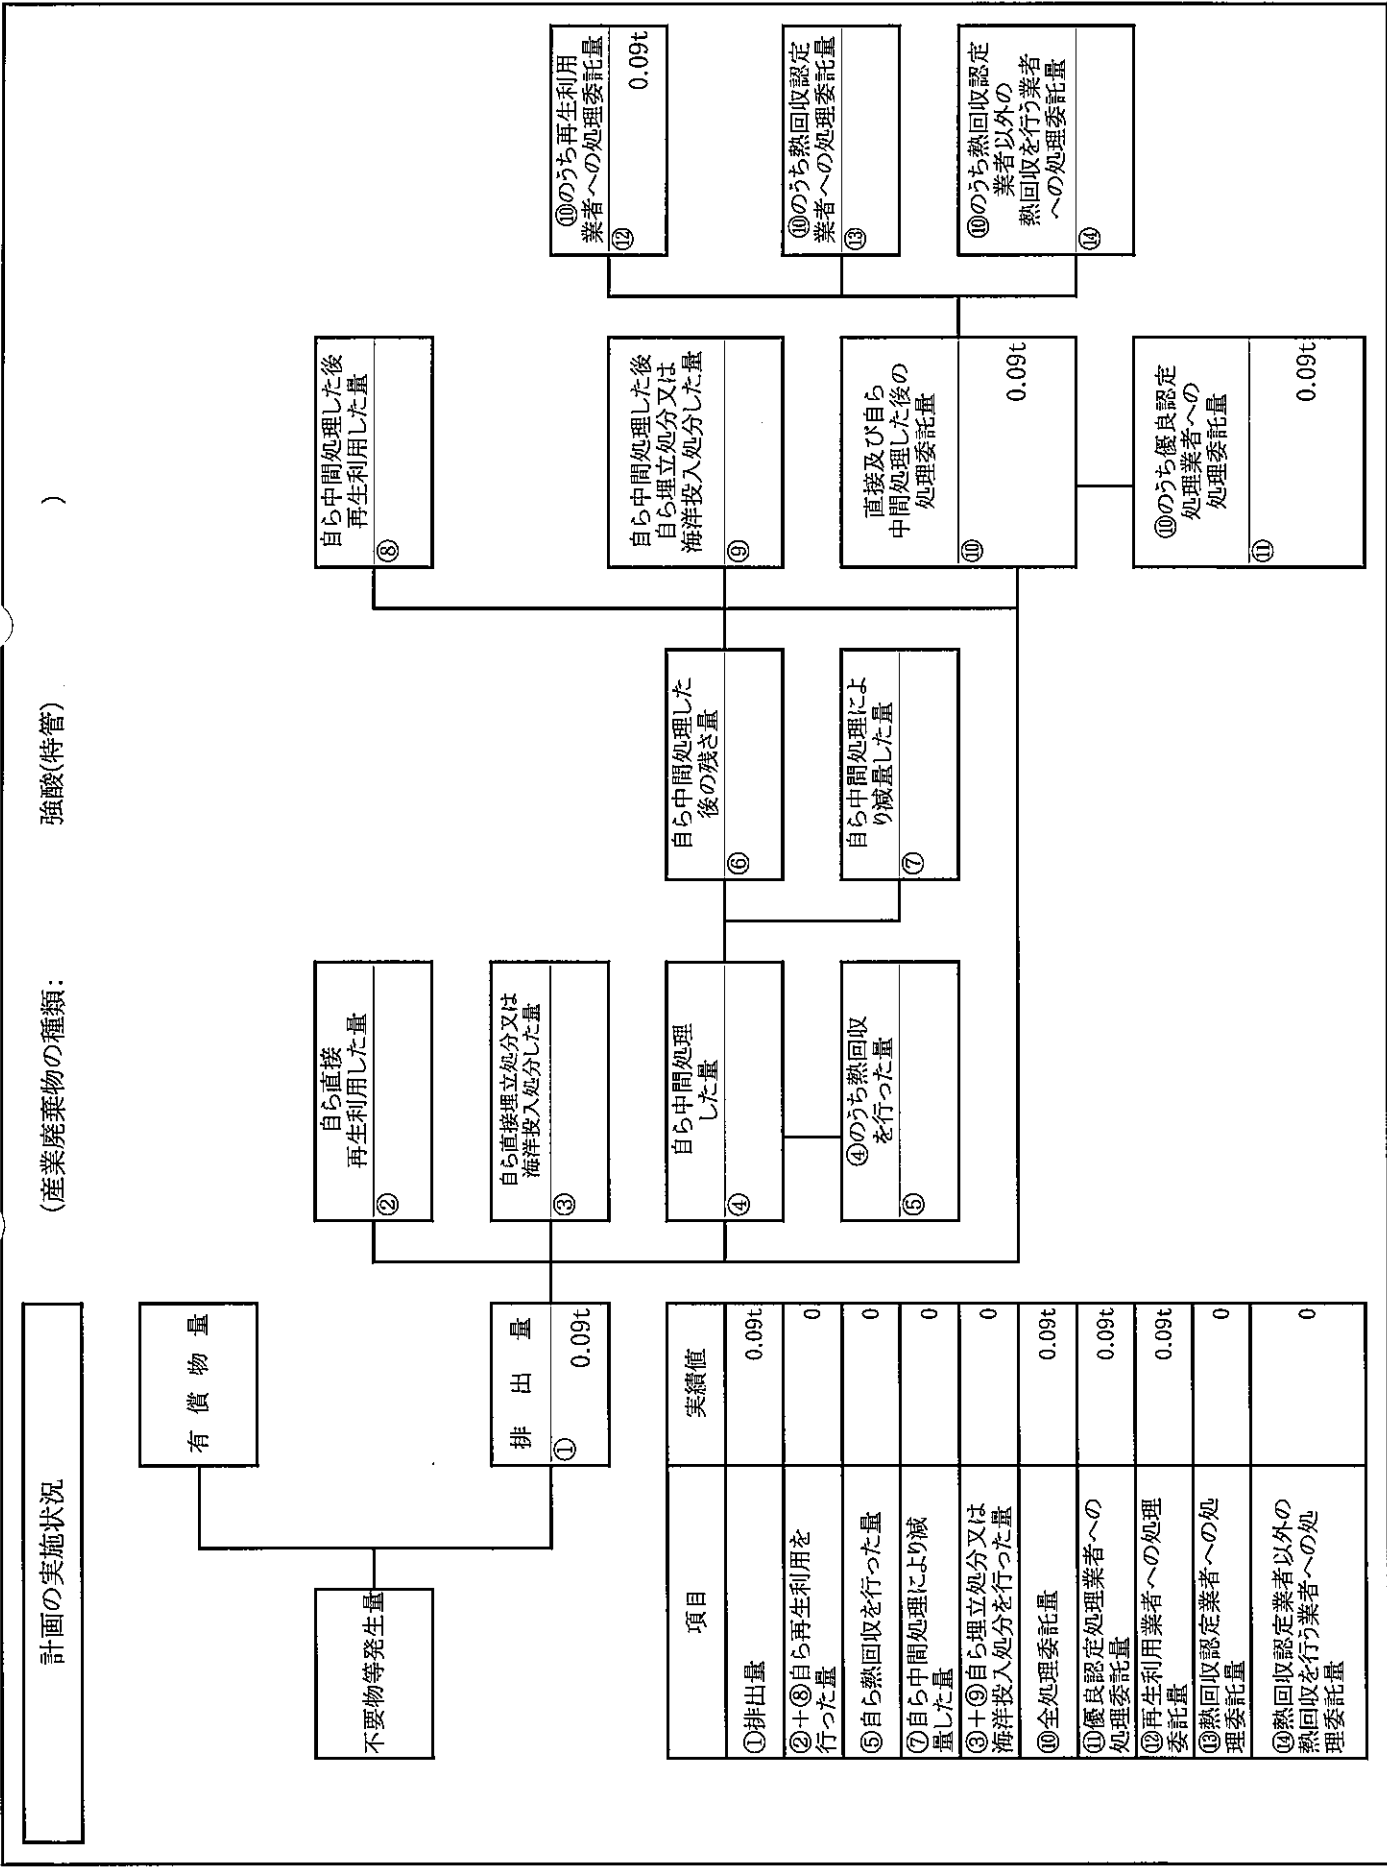 計画の実施状況
(産業廃棄物の種類: 強酸(特管) )
不要物等発生量
有償物量
排出量
① 0.09t
自ら直接
再生利用した量
②
自ら直接埋立処分又は
海洋投入処分した量
③
自ら中間処理
した量
④
④のうち熱回収
を行った量
⑤
自ら中間処理した
後の残さ量
⑥
自ら中間処理によ
り減量した量
⑦
自ら中間処理した後
再生利用した量
⑧
自ら中間処理した後
自ら埋立処分又は
海洋投入処分した量
⑨
直接及び自ら
中間処理した後の
処理委託量
⑩ 0.09t
⑩のうち優良認定
処理業者への
処理委託量
⑪ 0.09t
⑩のうち再生利用
業者への処理委託量
⑫ 0.09t
⑩のうち熱回収認定
業者への処理委託量
⑬
⑩のうち熱回収認定
業者以外の
熱回収を行う業者
への処理委託量
⑭
項目 実績値
①排出量 0.09t
②+⑧自ら再生利用を
行った量 0
⑤自ら熱回収を行った量 0
⑦自ら中間処理により減
量した量 0
③+⑨自ら埋立処分又は
海洋投入処分を行った量 0
⑩全処理委託量 0.09t
⑪優良認定処理業者への
処理委託量 0.09t
⑫再生利用業者への処理
委託量 0.09t
⑬熱回収認定業者への処
理委託量 0
⑭熱回収認定業者以外の
熱回収を行う業者への処
理委託量 0